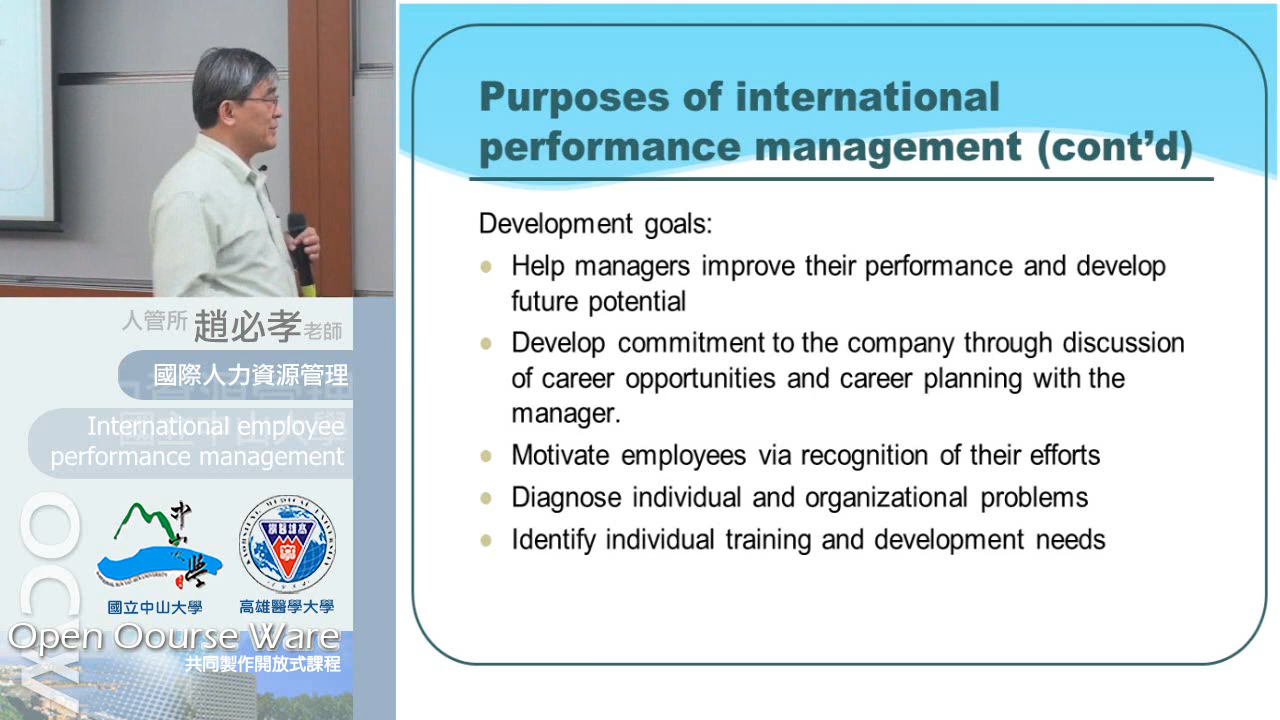 人管所 趙必孝老師
國際人力資源管理
International employee
performance management
OCW
中山大學
國立中山大學
高雄醫學大學
Open Oourse Ware
共同製作開放式課程
Purposes of international
performance management (cont’d)
Development goals:
Help managers improve their performance and develop
future potential
Develop commitment to the company through discussion
of career opportunities and career planning with the
manager.
Motivate employees via recognition of their efforts
Diagnose individual and organizational problems
Identify individual training and development needs